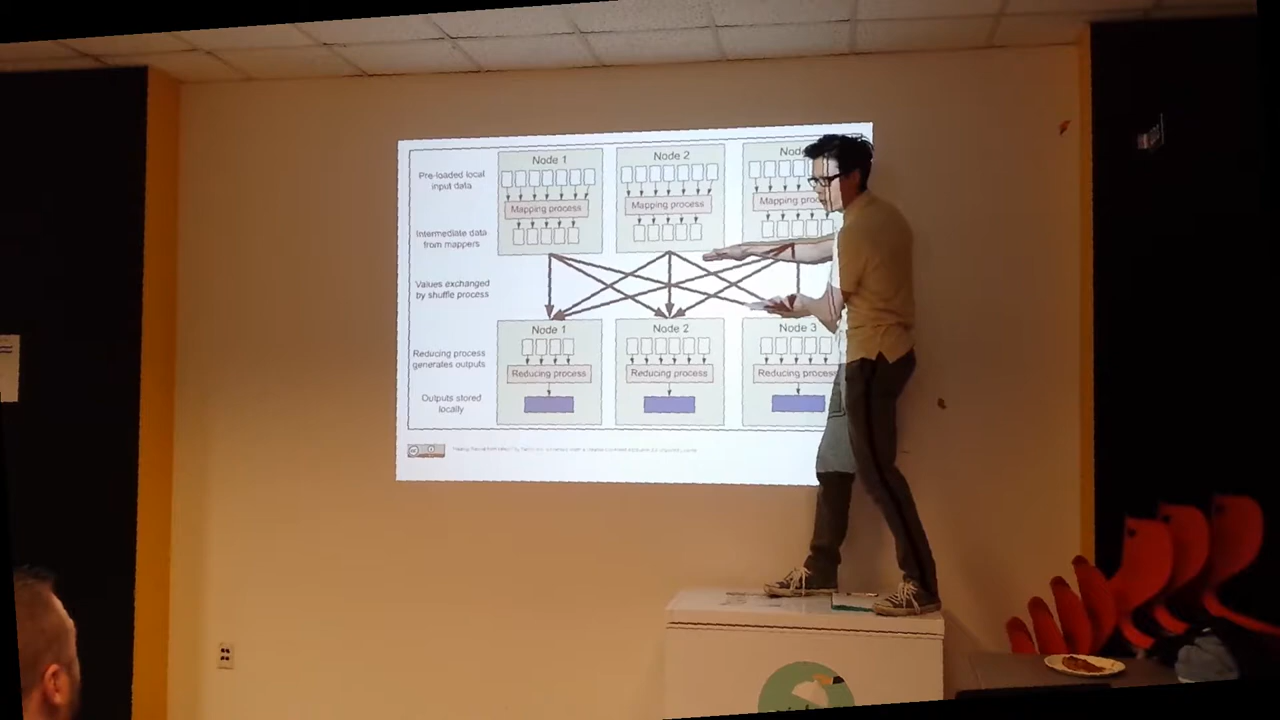 Pre-loaded local
input data
Node 1
Node 2
Mapping process
Mapping process
Intermediate data
from mappers
Values exchanged
by shuffle process
Node 1
Node 2
Node 3
Reducing process
generates outputs
Reducing process
Reducing process
Reducing process
Outputs stored
locally